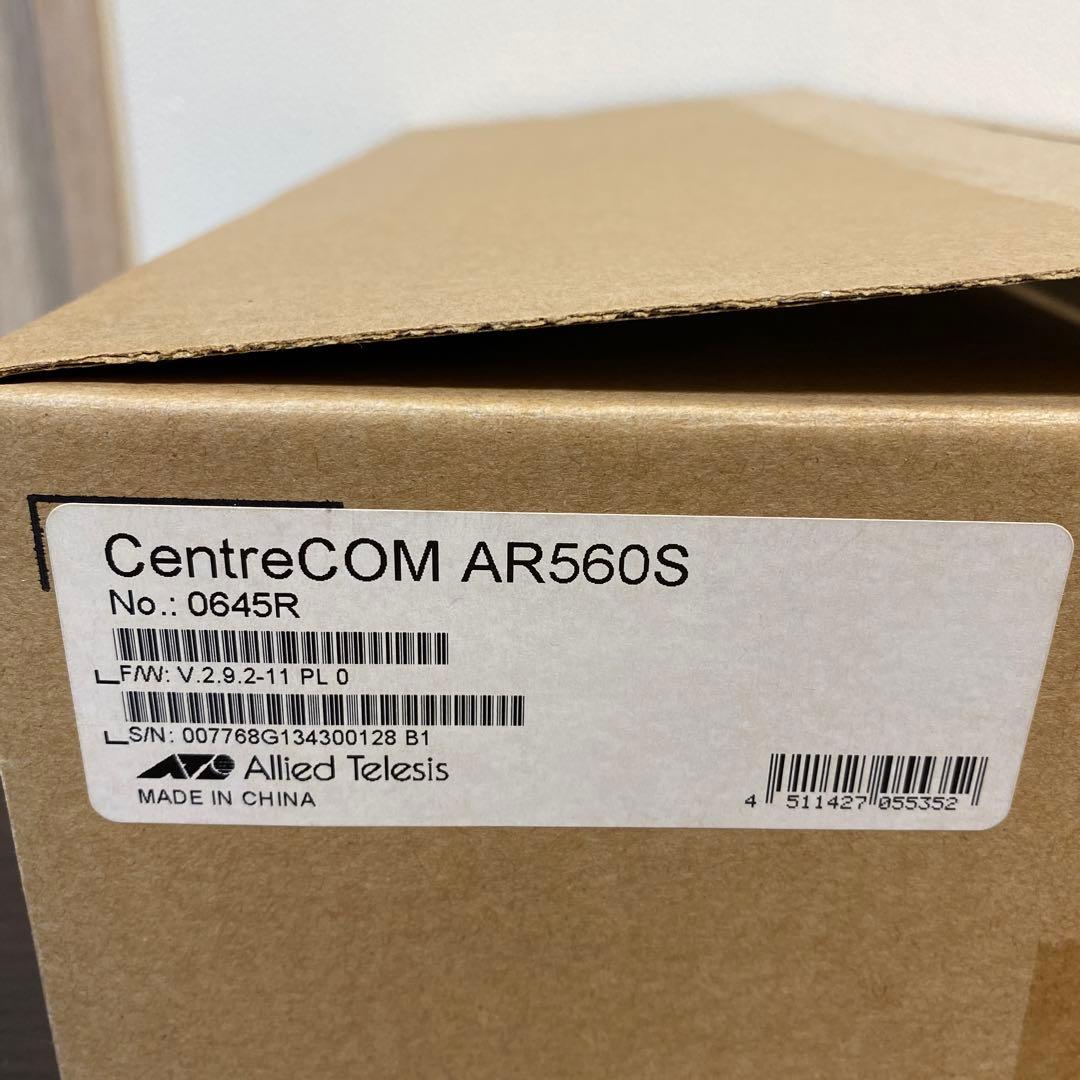 CentreCOM AR560S
No.: 0645R
F/W: V.2.9.2-11 PL 0
S/N: 007768G134300128 B1
Allied Telesis
MADE IN CHINA
4 511427 055352